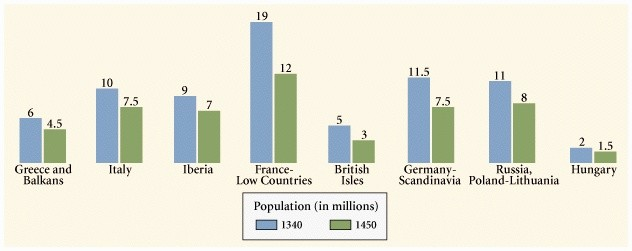 19
12
11.5
11
10
9
8
7.5
7.5
7
6
4.5
5
3
2
1.5
Greece and
Balkans
Italy
Iberia
France-
Low Countries
British
Isles
Germany-
Scandinavia
Russia,
Poland-Lithuania
Hungary
Population (in millions)
1340 1450